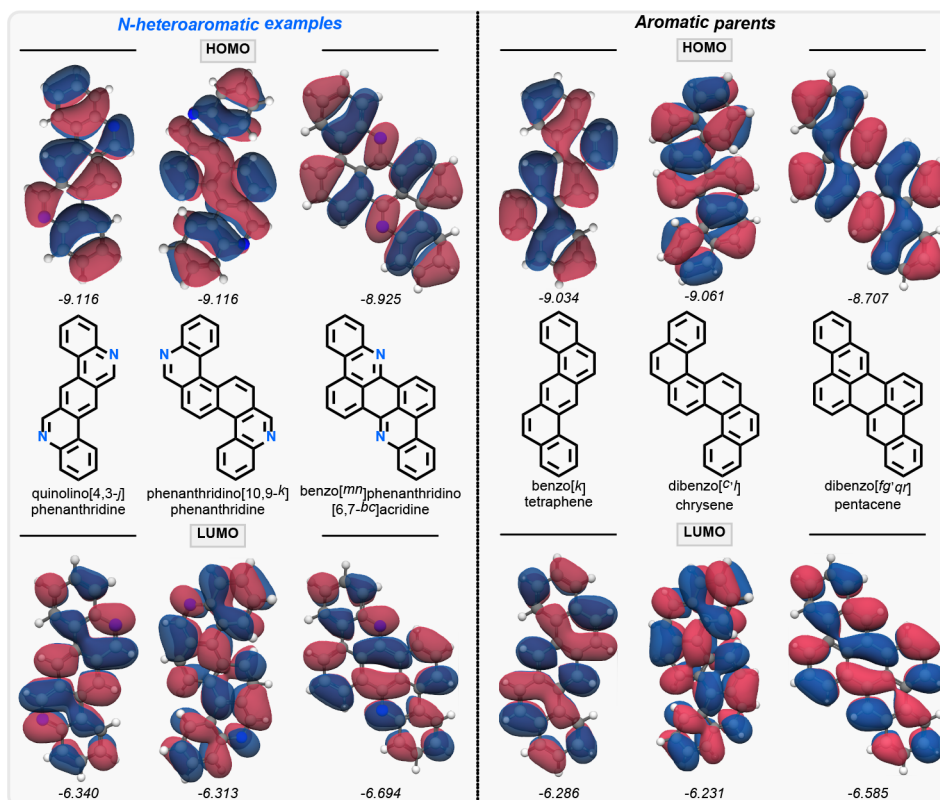 N-heteroaromatic examples
Aromatic parents
HOMO
HOMO
-9.116
-9.116
-8.925
-9.034
-9.061
-8.707
N
N
N
N
N
N
quinolino[4,3-j]
phenanthridine
phenanthridino[10,9-k]
phenanthridine
benzo[mn]phenanthridino
[6,7-bc]acridine
benzo[k]
tetraphene
dibenzo[c,l]
chrysene
dibenzo[fg,qr]
pentacene
LUMO
LUMO
-6.340
-6.313
-6.694
-6.286
-6.231
-6.585